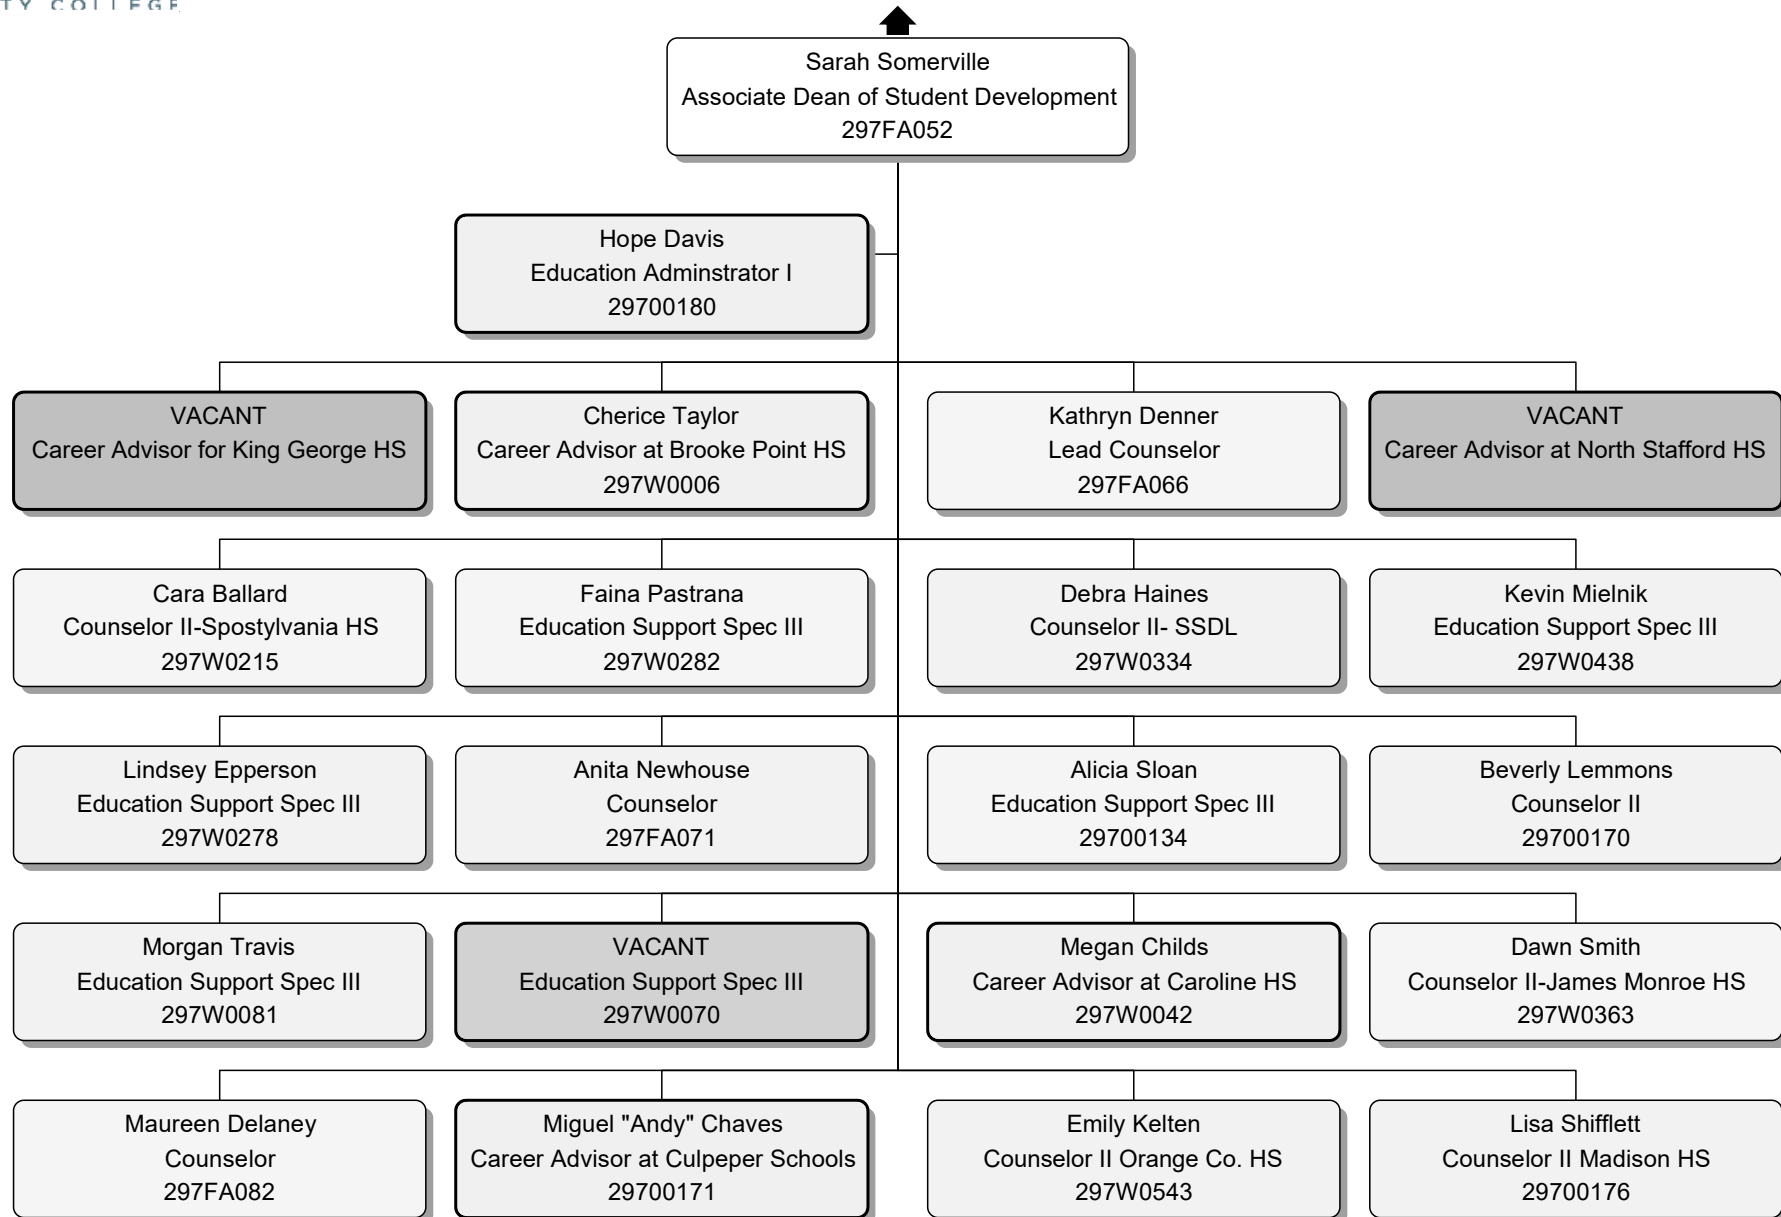 TY COLLEGE
Sarah Somerville
Associate Dean of Student Development
297FA052
Hope Davis
Education Adminstrator I
29700180
VACANT
Career Advisor for King George HS
Cherice Taylor
Career Advisor at Brooke Point HS
297W0006
Kathryn Denner
Lead Counselor
297FA066
VACANT
Career Advisor at North Stafford HS
Cara Ballard
Counselor II-Spostylvania HS
297W0215
Faina Pastrana
Education Support Spec III
297W0282
Debra Haines
Counselor II- SSDL
297W0334
Kevin Mielnik
Education Support Spec III
297W0438
Lindsey Epperson
Education Support Spec III
297W0278
Anita Newhouse
Counselor
297FA071
Alicia Sloan
Education Support Spec III
29700134
Beverly Lemmons
Counselor II
29700170
Morgan Travis
Education Support Spec III
297W0081
VACANT
Education Support Spec III
297W0070
Megan Childs
Career Advisor at Caroline HS
297W0042
Dawn Smith
Counselor II-James Monroe HS
297W0363
Maureen Delaney
Counselor
297FA082
Miguel "Andy" Chaves
Career Advisor at Culpeper Schools
29700171
Emily Kelten
Counselor II Orange Co. HS
297W0543
Lisa Shifflett
Counselor II Madison HS
29700176